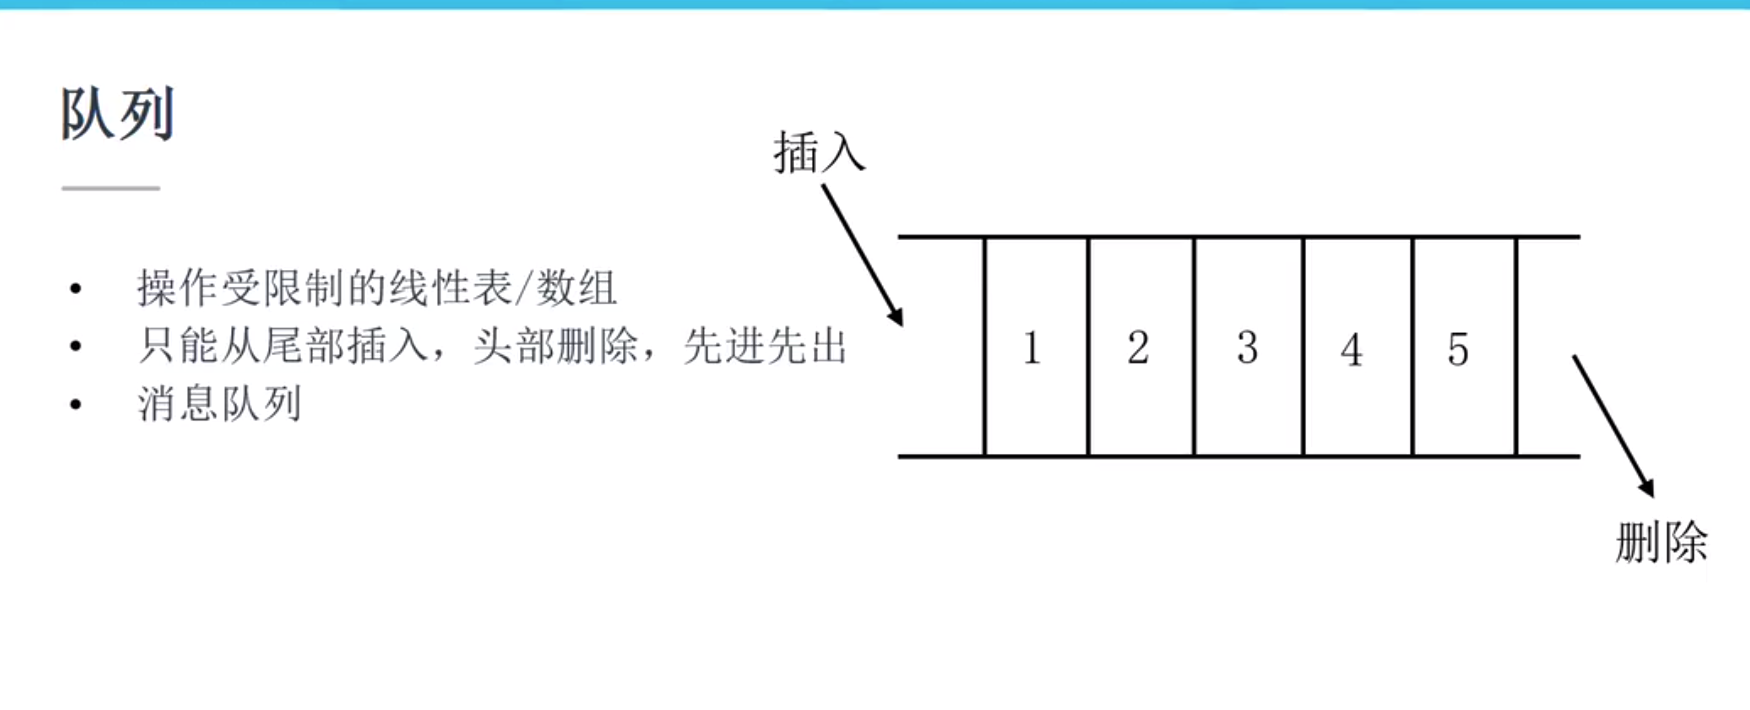 队列
插入
• 操作受限制的线性表/数组
• 只能从尾部插入，头部删除，先进先出
• 消息队列
1 2 3 4 5
删除